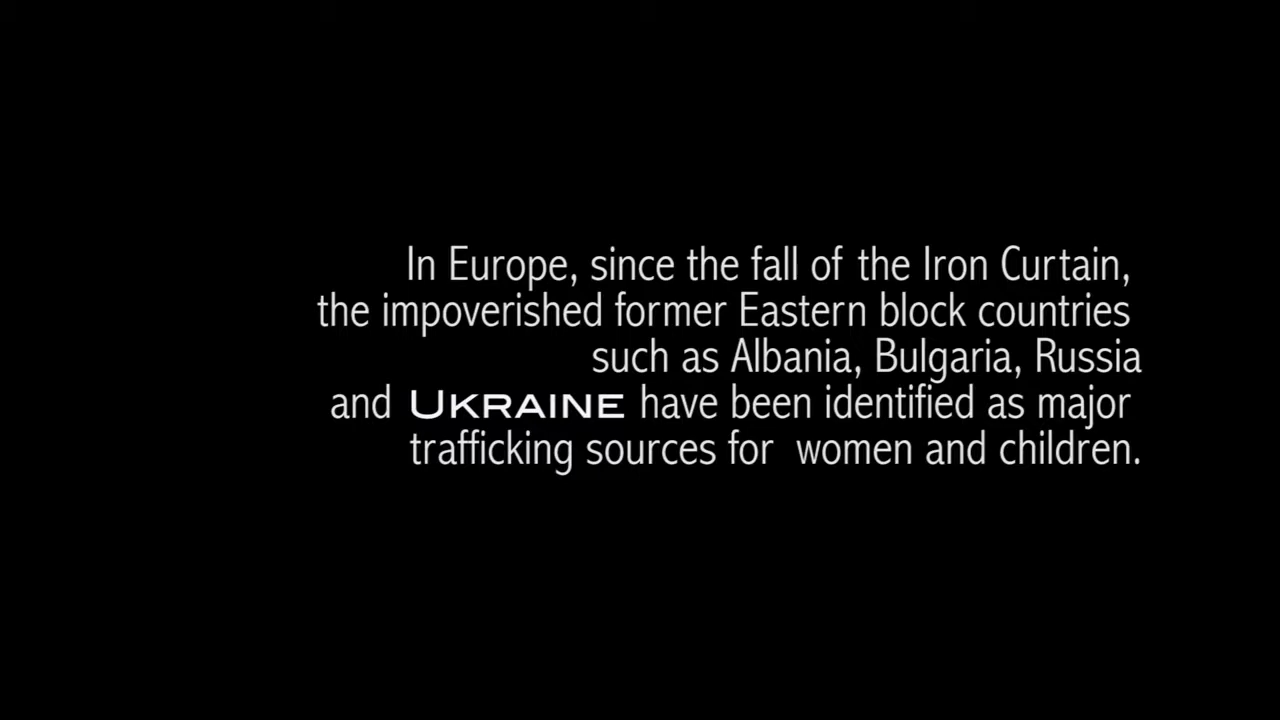 In Europe, since the fall of the Iron Curtain,
the impoverished former Eastern block countries
such as Albania, Bulgaria, Russia
and UKRAINE have been identified as major
trafficking sources for women and children.